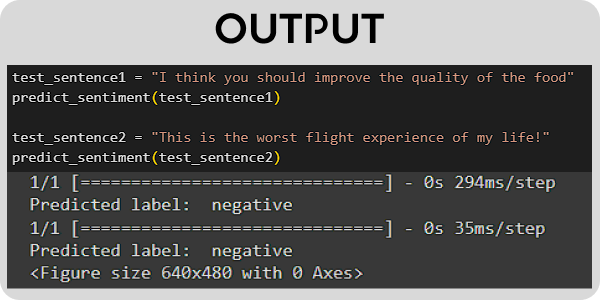 OUTPUT
test_sentence1 = "I think you should improve the quality of the food"
predict_sentiment(test_sentence1)
test_sentence2 = "This is the worst flight experience of my life!"
predict_sentiment(test_sentence2)
1/1 [==============================] - 0s 294ms/step
Predicted label:  negative
1/1 [==============================] - 0s 35ms/step
Predicted label:  negative
<Figure size 640x480 with 0 Axes>